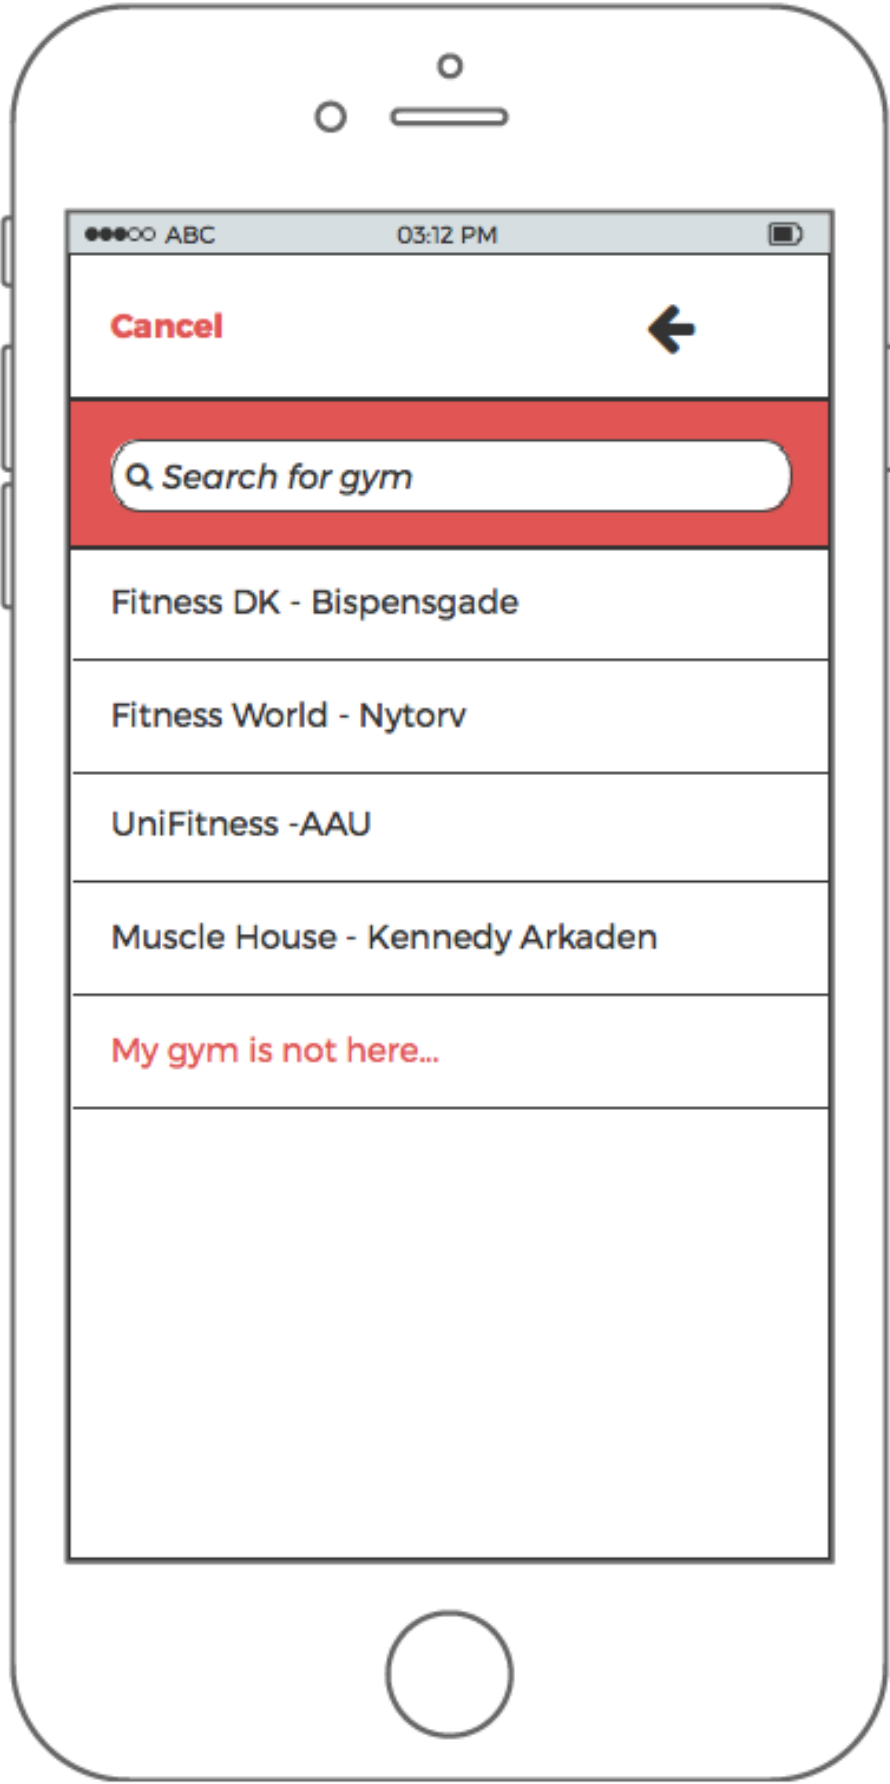 ABC 03:12 PM
Cancel
Search for gym
Fitness DK - Bispensgade
Fitness World - Nytorv
UniFitness -AAU
Muscle House - Kennedy Arkaden
My gym is not here...